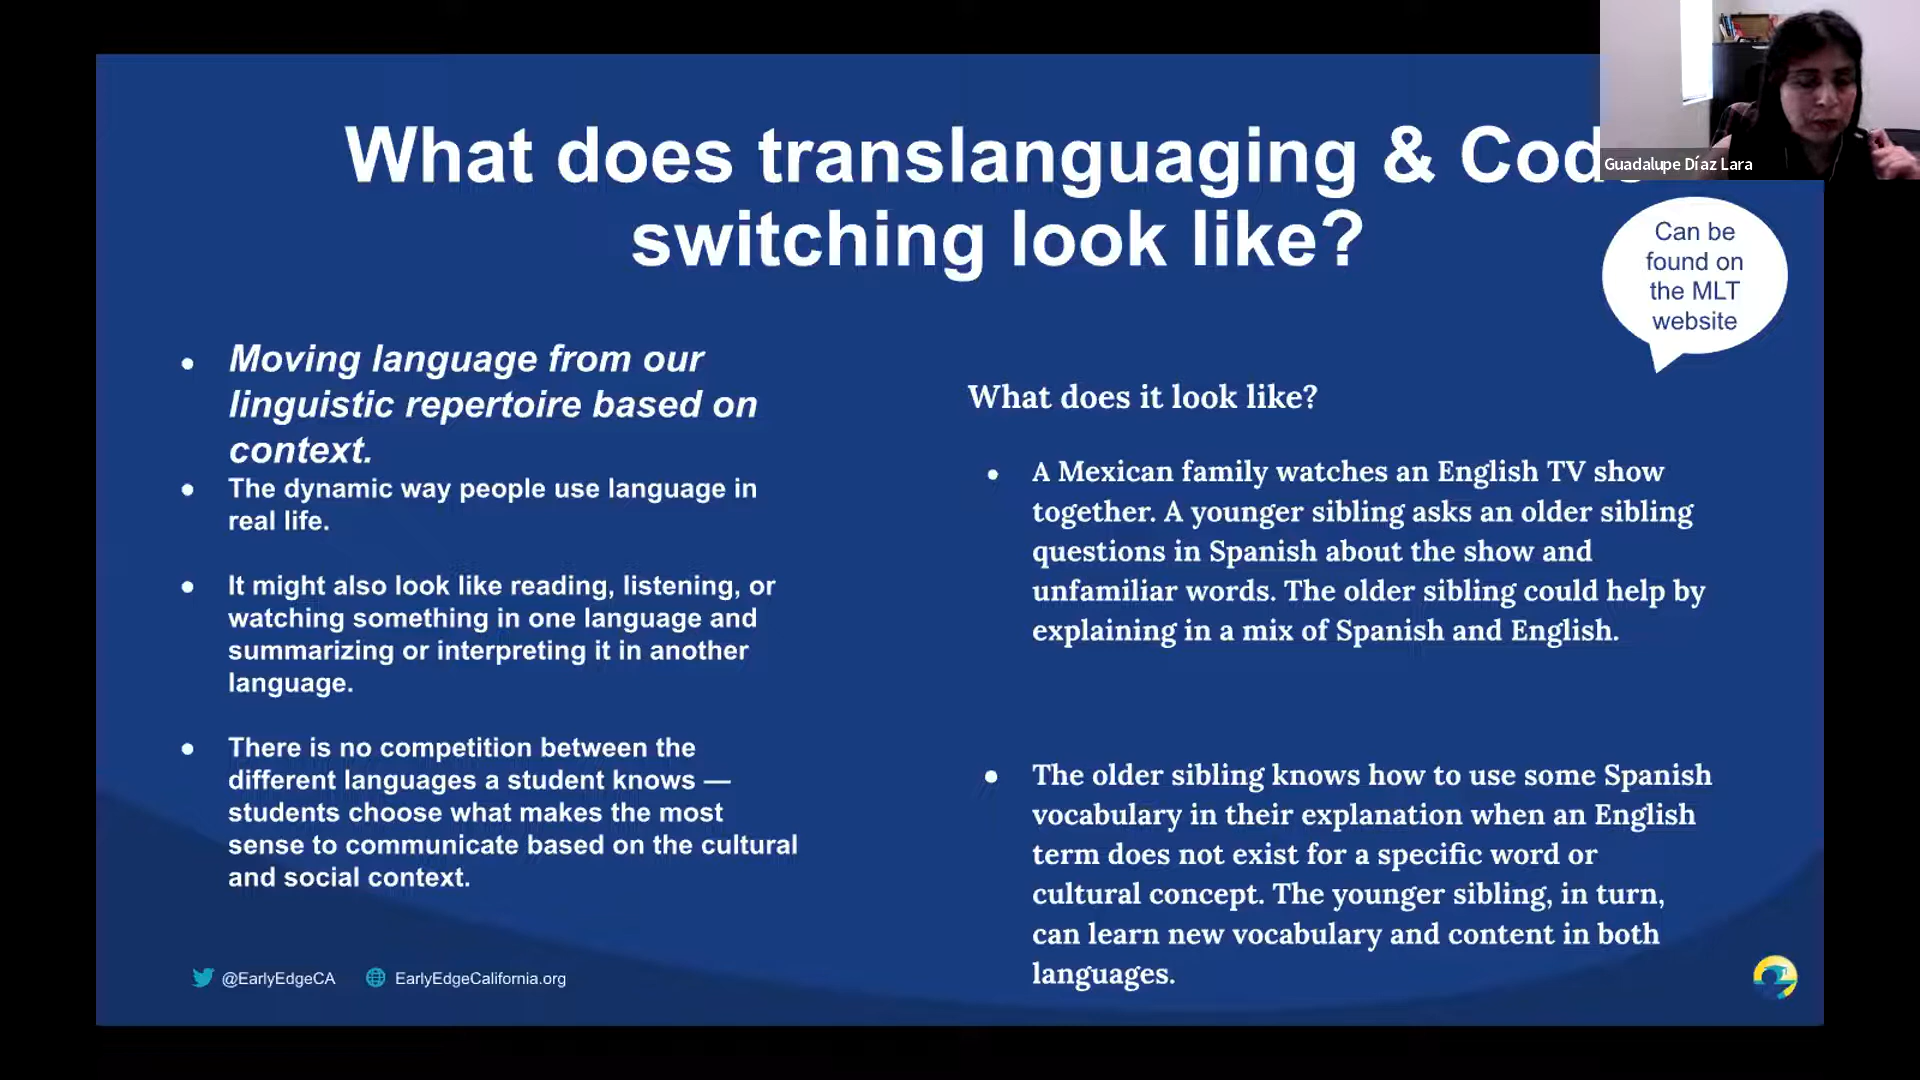 What does translanguaging & Cod
switching look like?
Guadalupe Díaz Lara
Can be
found on
the MLT
website
• Moving language from our
linguistic repertoire based on
context.
• The dynamic way people use language in
real life.
• It might also look like reading, listening, or
watching something in one language and
summarizing or interpreting it in another
language.
• There is no competition between the
different languages a student knows —
students choose what makes the most
sense to communicate based on the cultural
and social context.
What does it look like?
• A Mexican family watches an English TV show
together. A younger sibling asks an older sibling
questions in Spanish about the show and
unfamiliar words. The older sibling could help by
explaining in a mix of Spanish and English.
• The older sibling knows how to use some Spanish
vocabulary in their explanation when an English
term does not exist for a specific word or
cultural concept. The younger sibling, in turn,
can learn new vocabulary and content in both
languages.
@EarlyEdgeCA EarlyEdgeCalifornia.org